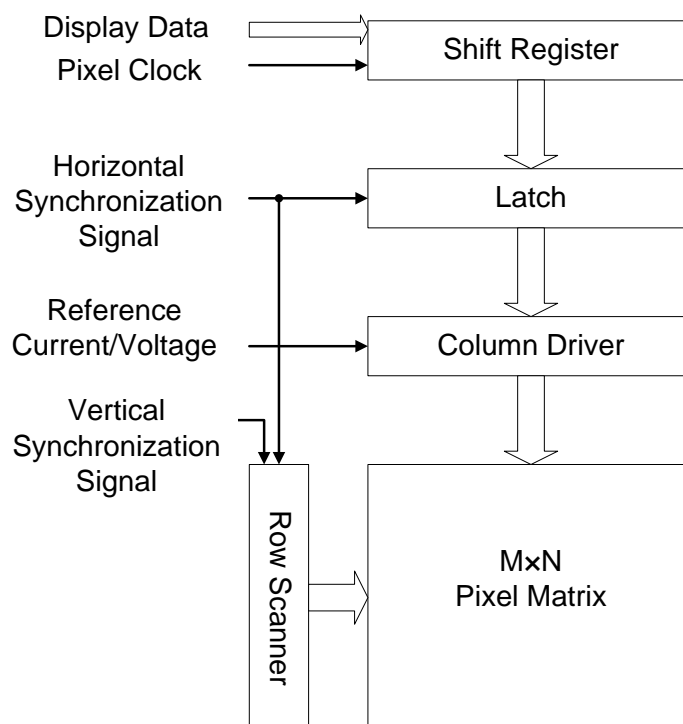 Display Data
Pixel Clock
Shift Register
Horizontal
Synchronization
Signal
Latch
Reference
Current/Voltage
Column Driver
Vertical
Synchronization
Signal
Row Scanner
M×N
Pixel Matrix